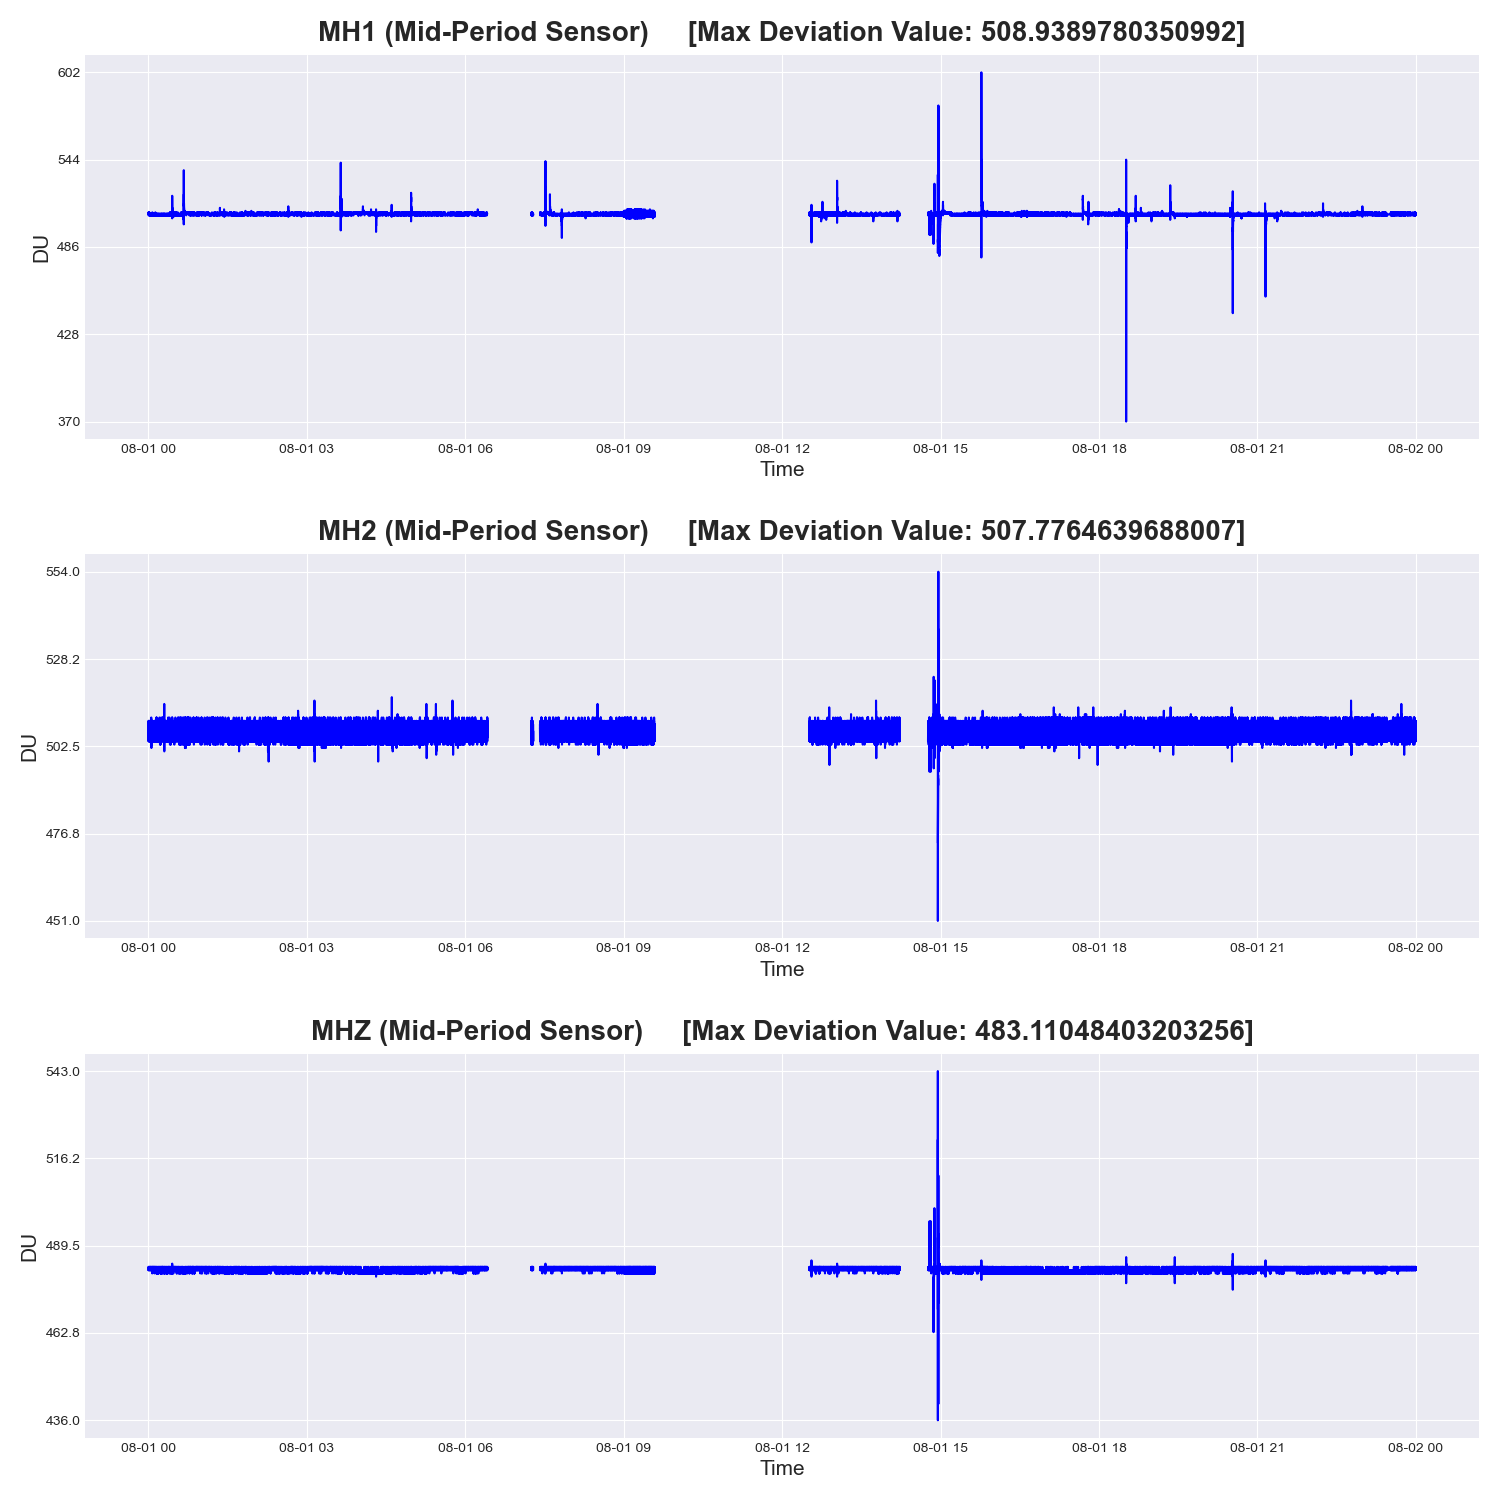 MH1 (Mid-Period Sensor) [Max Deviation Value: 508.9389780350992]
602
544
486
428
370
DU
08-01 00 08-01 03 08-01 06 08-01 09 08-01 12 08-01 15 08-01 18 08-01 21 08-02 00
Time
MH2 (Mid-Period Sensor) [Max Deviation Value: 507.7764639688007]
554.0
528.2
502.5
476.8
451.0
DU
08-01 00 08-01 03 08-01 06 08-01 09 08-01 12 08-01 15 08-01 18 08-01 21 08-02 00
Time
MHZ (Mid-Period Sensor) [Max Deviation Value: 483.11048403203256]
543.0
516.2
489.5
462.8
436.0
DU
08-01 00 08-01 03 08-01 06 08-01 09 08-01 12 08-01 15 08-01 18 08-01 21 08-02 00
Time